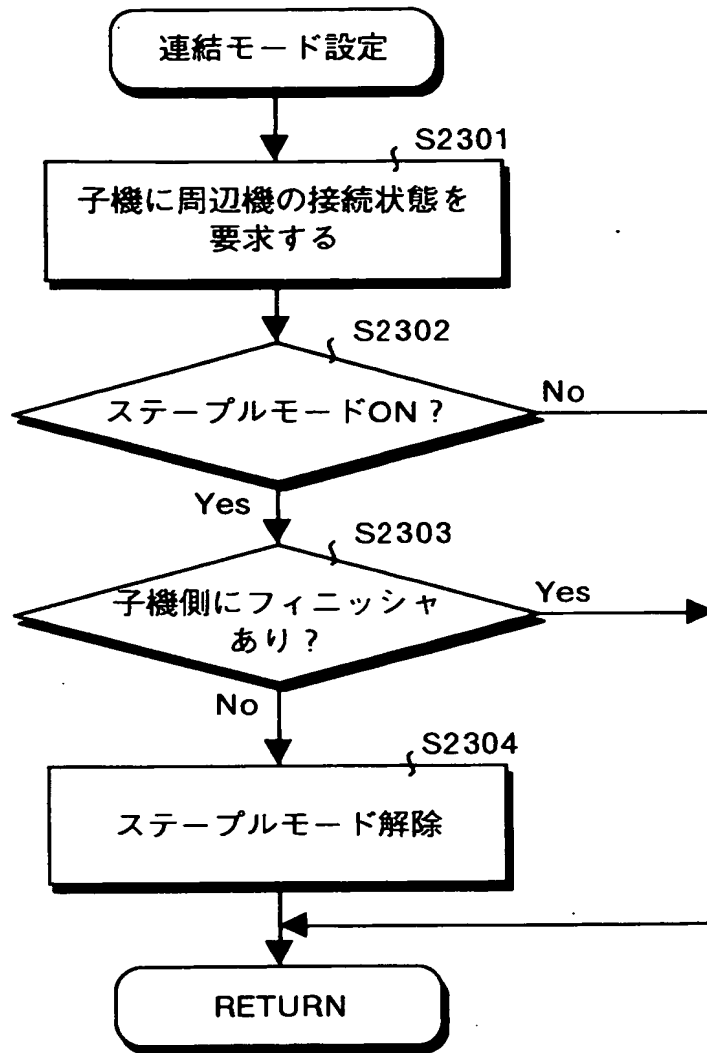 連結モード設定
S2301
子機に周辺機の接続状態を
要求する
S2302
ステープルモードON?
No
Yes
S2303
子機側にフィニッシャ
あり?
Yes
No
S2304
ステープルモード解除
RETURN